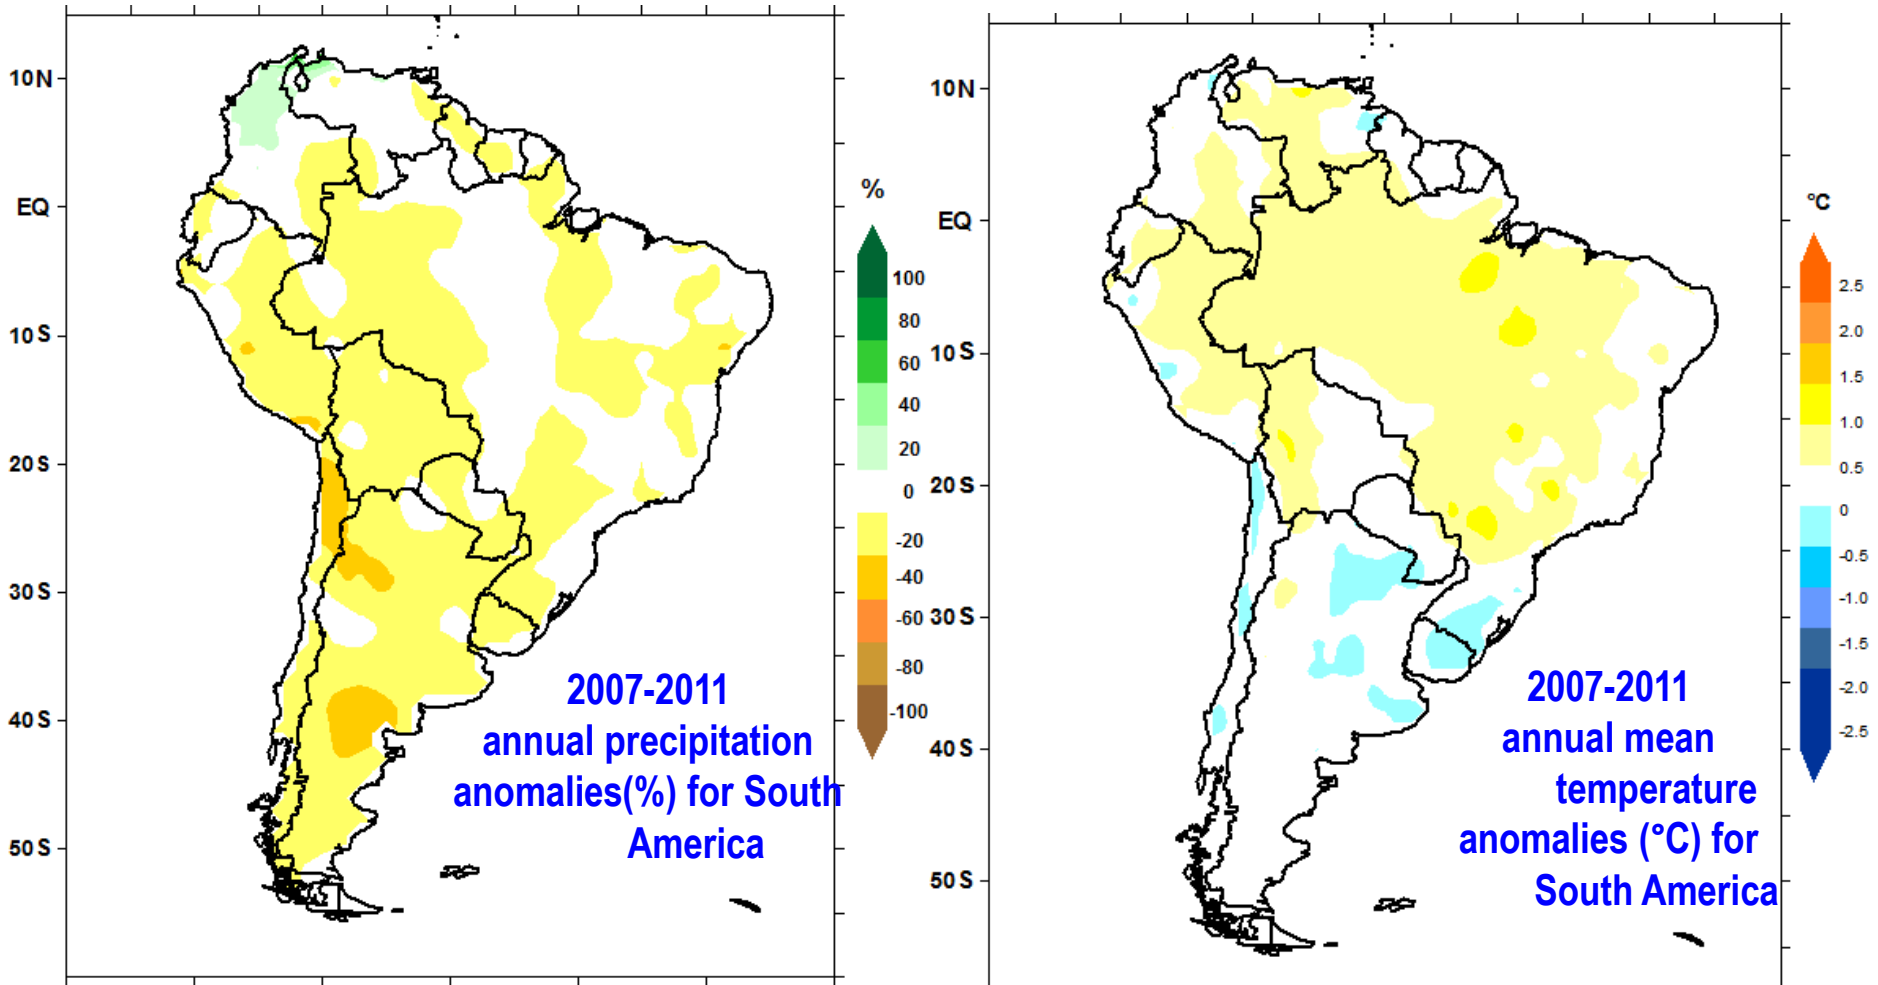 10N
EQ
10S
20S
30S
40S
50S
2007-2011
annual precipitation
anomalies(%) for South
America
%
100
80
60
40
20
0
-20
-40
-60
-80
-100
10N
EQ
10S
20S
30S
40S
50S
2007-2011
annual mean
temperature
anomalies (°C) for
South America
°C
2.5
2.0
1.5
1.0
0.5
0
-0.5
-1.0
-1.5
-2.0
-2.5